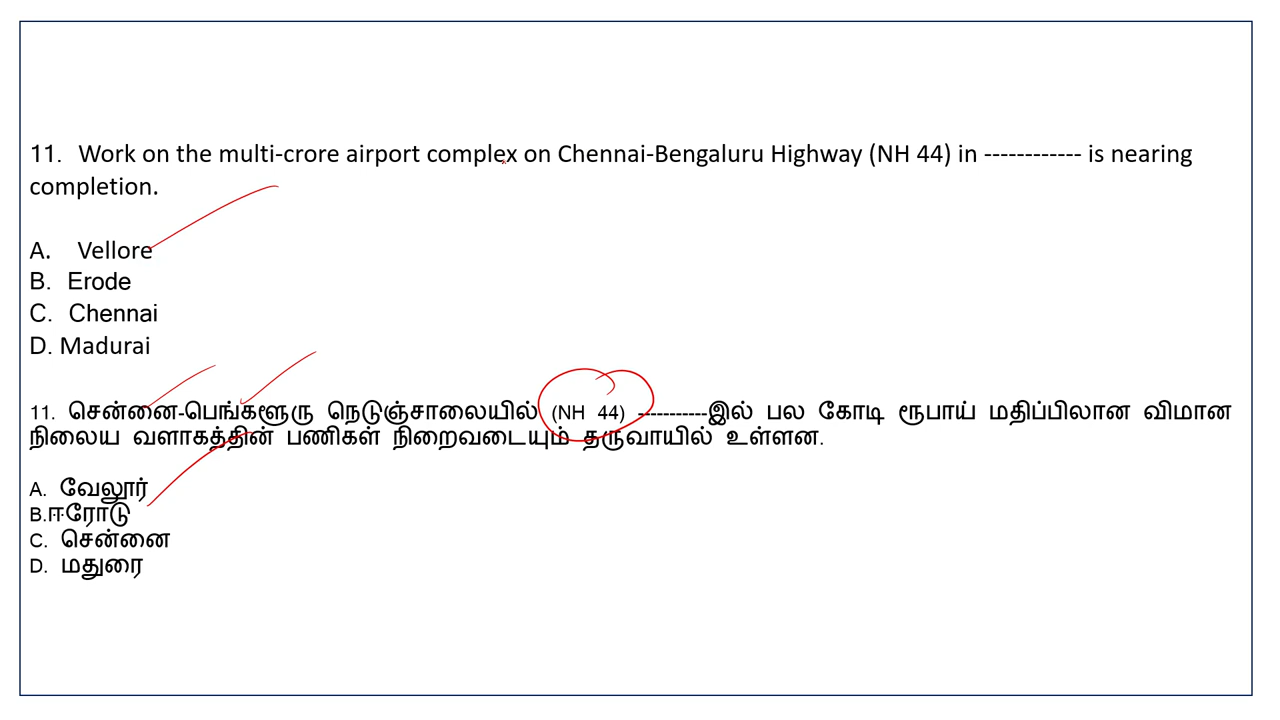 11. Work on the multi-crore airport complex on Chennai-Bengaluru Highway (NH 44) in ------------ is nearing
completion.
A. Vellore
B. Erode
C. Chennai
D. Madurai
11. சென்னை-பெங்களூரு நெடுஞ்சாலையில் (NH 44) -----------இல் பல கோடி ரூபாய் மதிப்பிலான விமான
நிலைய வளாகத்தின் பணிகள் நிறைவடையும் தருவாயில் உள்ளன.
A. வேலூர்
B.ஈரோடு
C. சென்னை
D. மதுரை